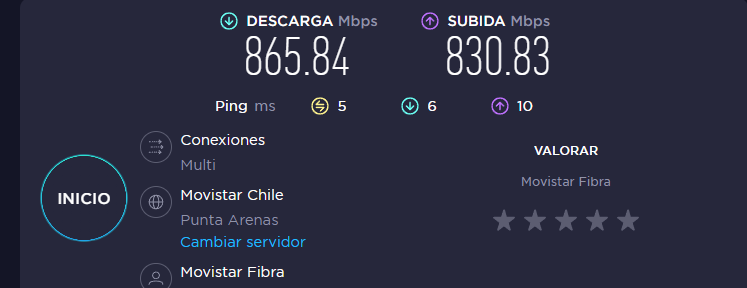 DESCARGA Mbps
SUBIDA Mbps
865.84
830.83
Ping ms
5
6
10
Conexiones
Multi
INICIO
Movistar Chile
Punta Arenas
Cambiar servidor
Movistar Fibra
VALORAR
Movistar Fibra